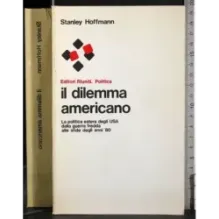 Stanley Hoffmann
Editori Riuniti Politica
il dilemma
americano
La politica estera degli USA
dalla guerra fredda
alle sfide degli anni '80